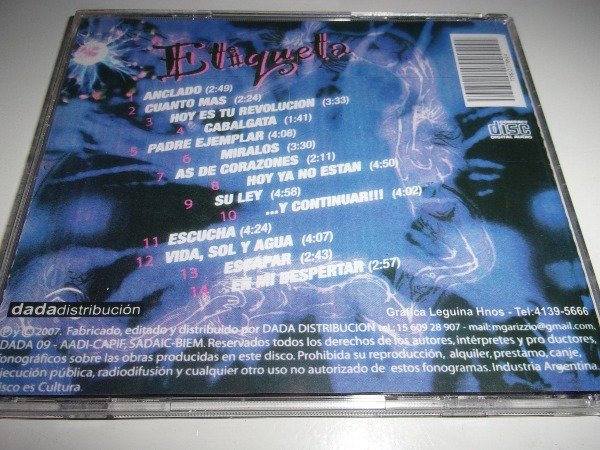 Etiqueta
1 ANCLADO (2:49)
2 CUANTO MAS (2:24)
3 HOY ES TU REVOLUCION (3:33)
4 CABALGATA (1:41)
5 PADRE EJEMPLAR (4:08)
6 MIRALOS (3:30)
7 AS DE CORAZONES (2:11)
8 HOY YA NO ESTAN (4:50)
9 SU LEY (4:58)
10 ...Y CONTINUAR!!! (4:02)
11 ESCUCHA (4:24)
12 VIDA, SOL Y AGUA (4:07)
13 ESCAPAR (2:43)
14 EN MI DESPERTAR (2:57)
COMPACT
disc
DIGITAL AUDIO
dadadistribución
Gráfica Leguina Hnos - Tel:4139-5666
℗ y © 2007. Fabricado, editado y distribuido por DADA DISTRIBUCION tel: 15 609 28 907 - mail: mgarizzio@gmail.com.
DADA 09 - AADI-CAPIF, SADAIC-BIEM. Reservados todos los derechos de los autores, intérpretes y pro ductores,
fonográficos sobre las obras producidas en este disco. Prohibida su reproducción, alquiler, prestamo, canje,
ejecución pública, radiodifusión y cualquier otro uso no autorizado de estos fonogramas. Industria Argentina.
Disco es Cultura.